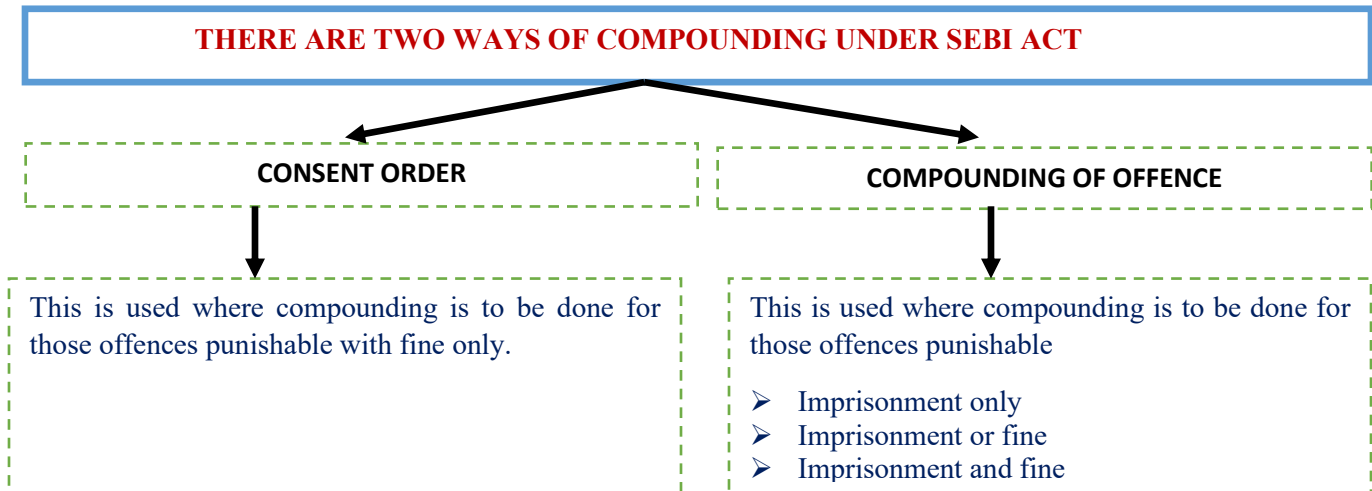 THERE ARE TWO WAYS OF COMPOUNDING UNDER SEBI ACT
CONSENT ORDER
COMPOUNDING OF OFFENCE
This is used where compounding is to be done for
those offences punishable with fine only.
This is used where compounding is to be done for
those offences punishable
➢ Imprisonment only
➢ Imprisonment or fine
➢ Imprisonment and fine